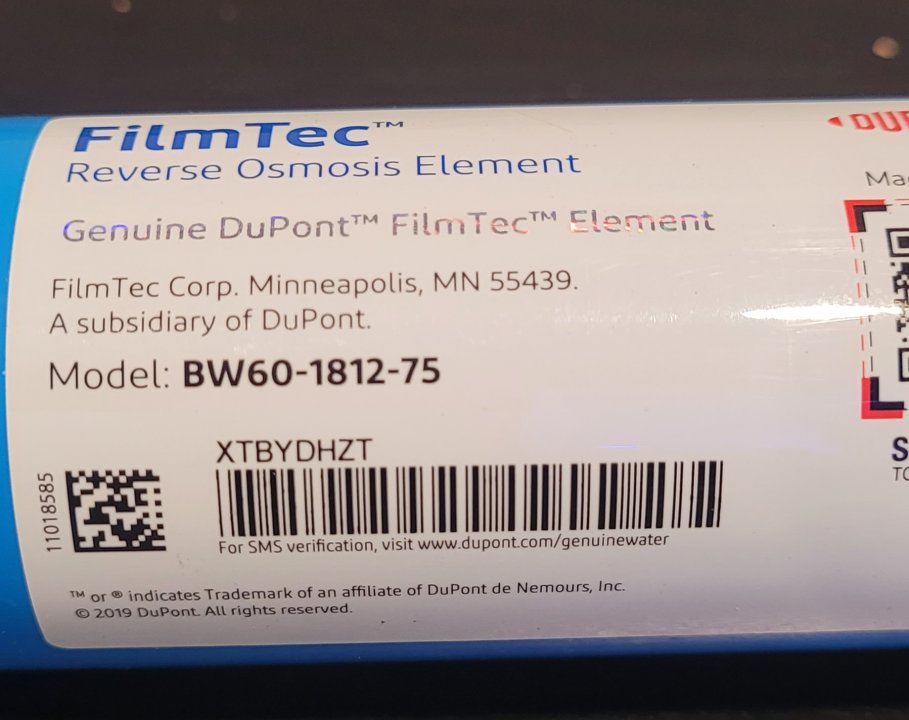 FilmTec™
Reverse Osmosis Element
Genuine DuPont™ FilmTec™ Element
FilmTec Corp. Minneapolis, MN 55439.
A subsidiary of DuPont.
Model: BW60-1812-75
XTBYDHZT
11018585
For SMS verification, visit www.dupont.com/genuinewater
™ or ® indicates Trademark of an affiliate of DuPont de Nemours, Inc.
© 2019 DuPont. All rights reserved.